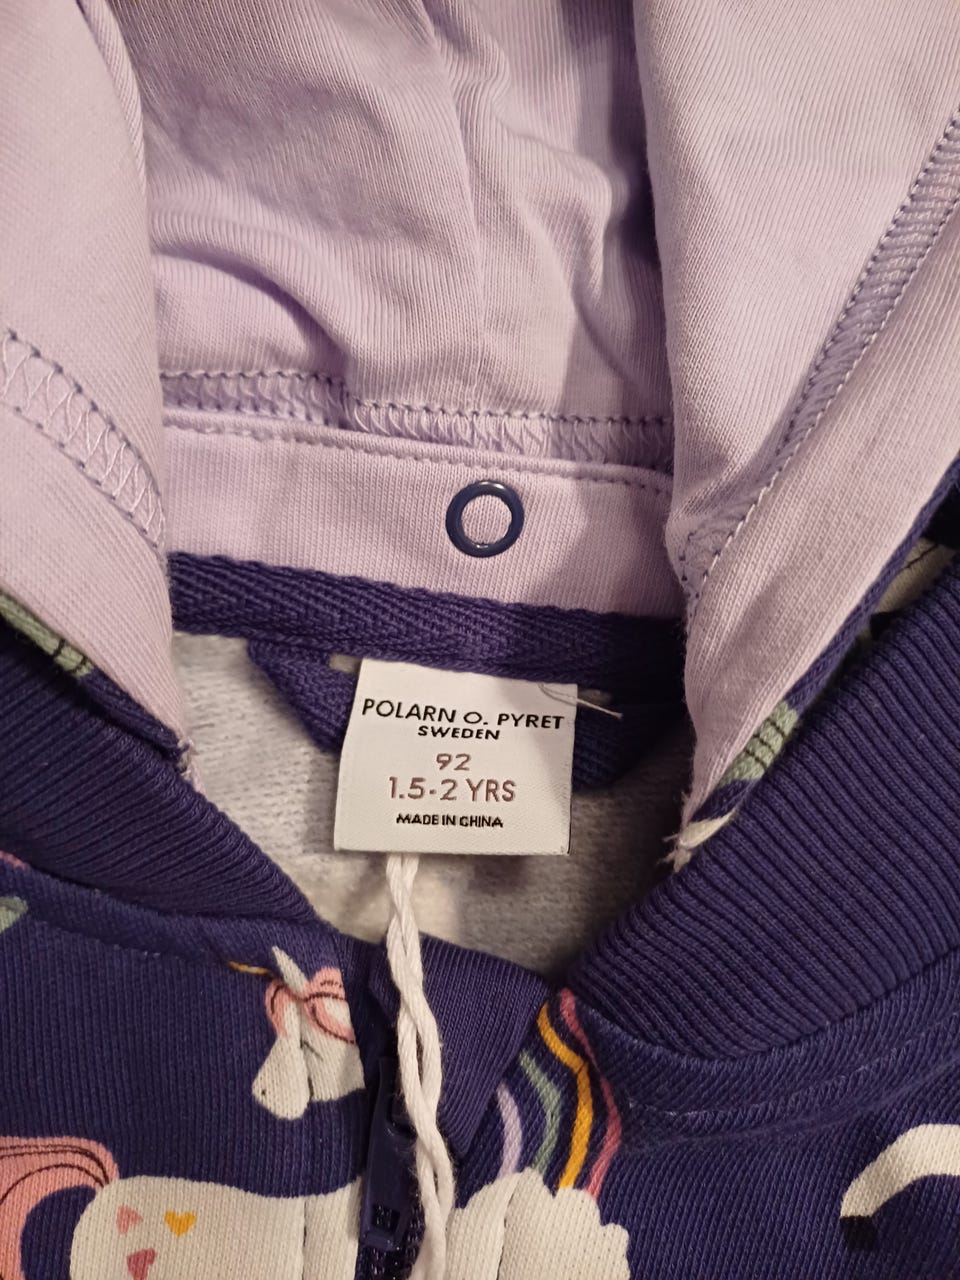 POLARN O. PYRET
SWEDEN
92
1.5-2 YRS
MADE IN CHINA